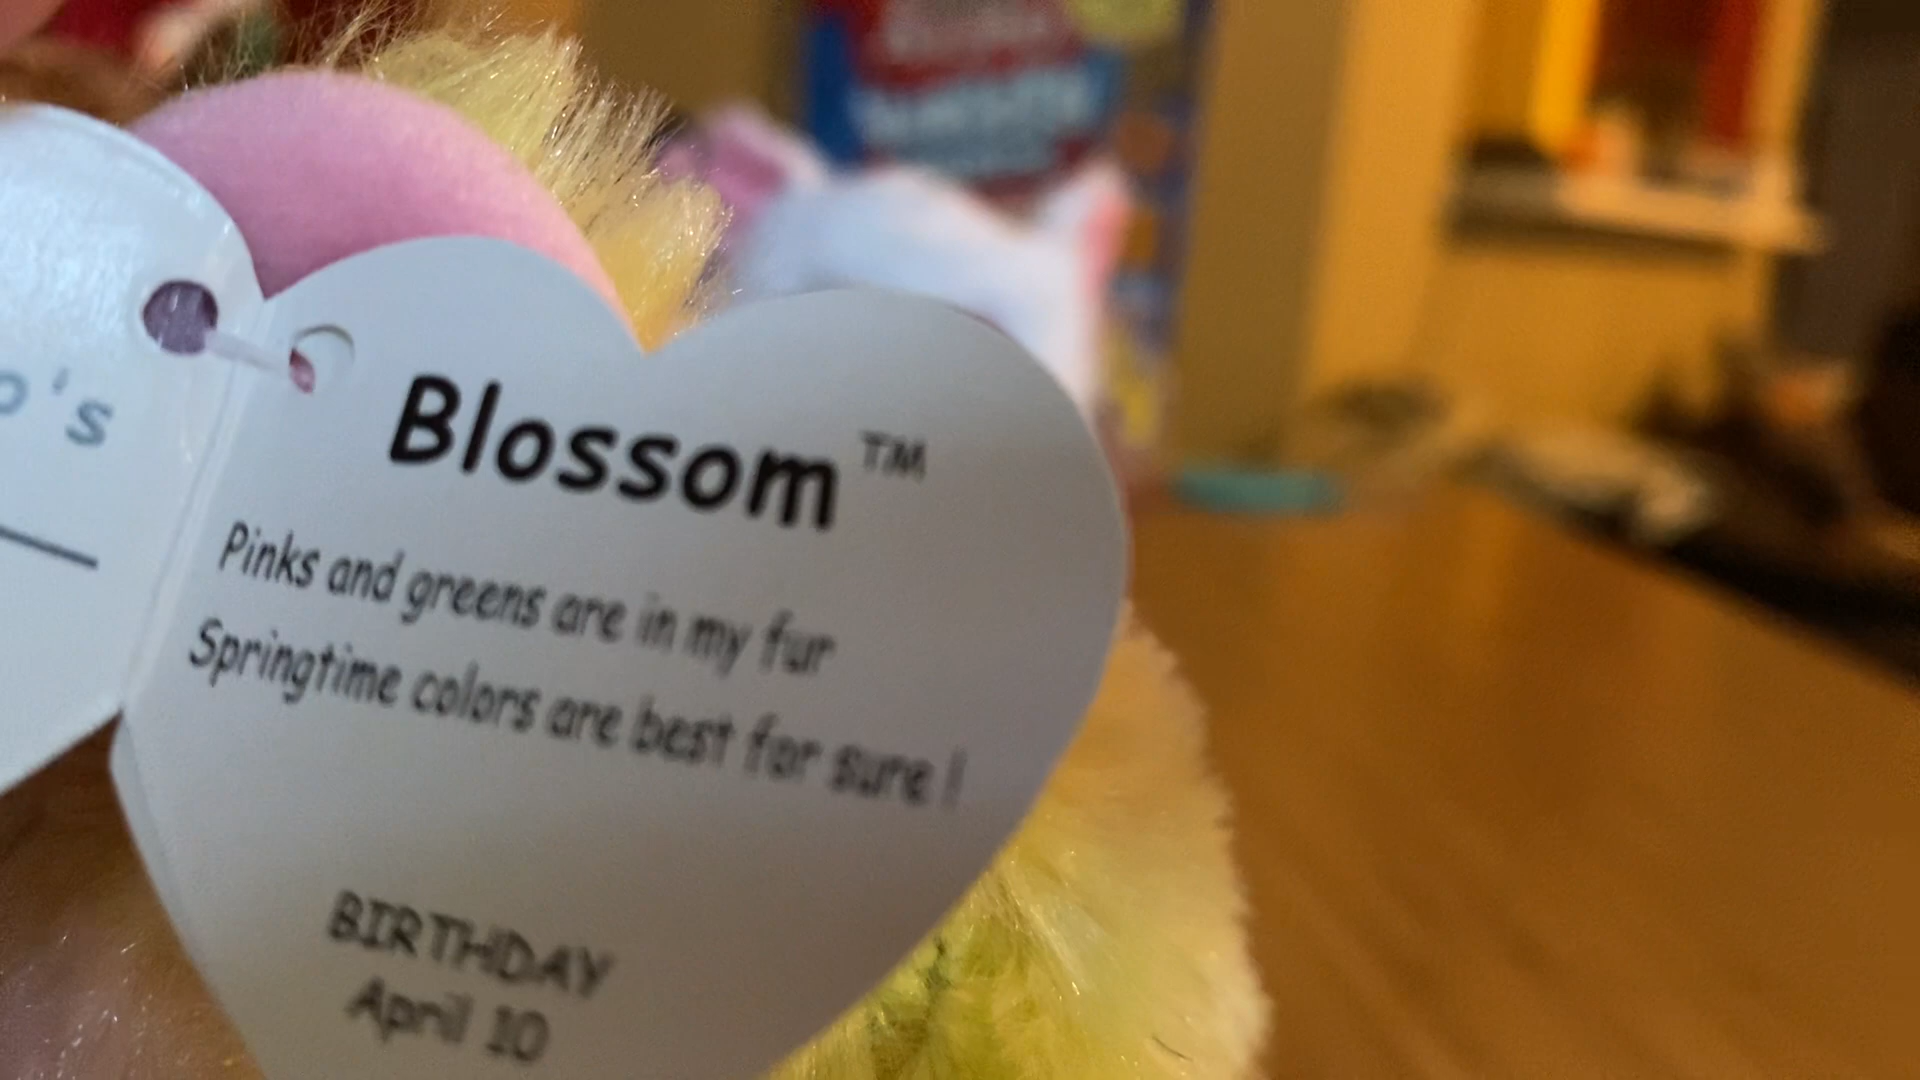 o's
Blossom™
Pinks and greens are in my fur
Springtime colors are best for sure !
BIRTHDAY
April 10